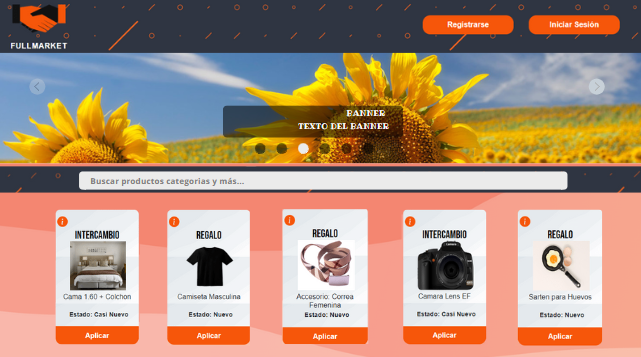 FULLMARKET
Registrarse
Iniciar Sesión
BANNER
TEXTO DEL BANNER
Buscar productos categorias y más...
INTERCAMBIO
Cama 1.60 + Colchon
Estado: Casi Nuevo
Aplicar
REGALO
Camiseta Masculina
Estado: Nuevo
Aplicar
REGALO
Accesorio: Correa
Femenina
Estado: Nuevo
Aplicar
INTERCAMBIO
Camara Lens EF
Estado: Casi Nuevo
Aplicar
REGALO
Sarten para Huevos
Estado: Nuevo
Aplicar